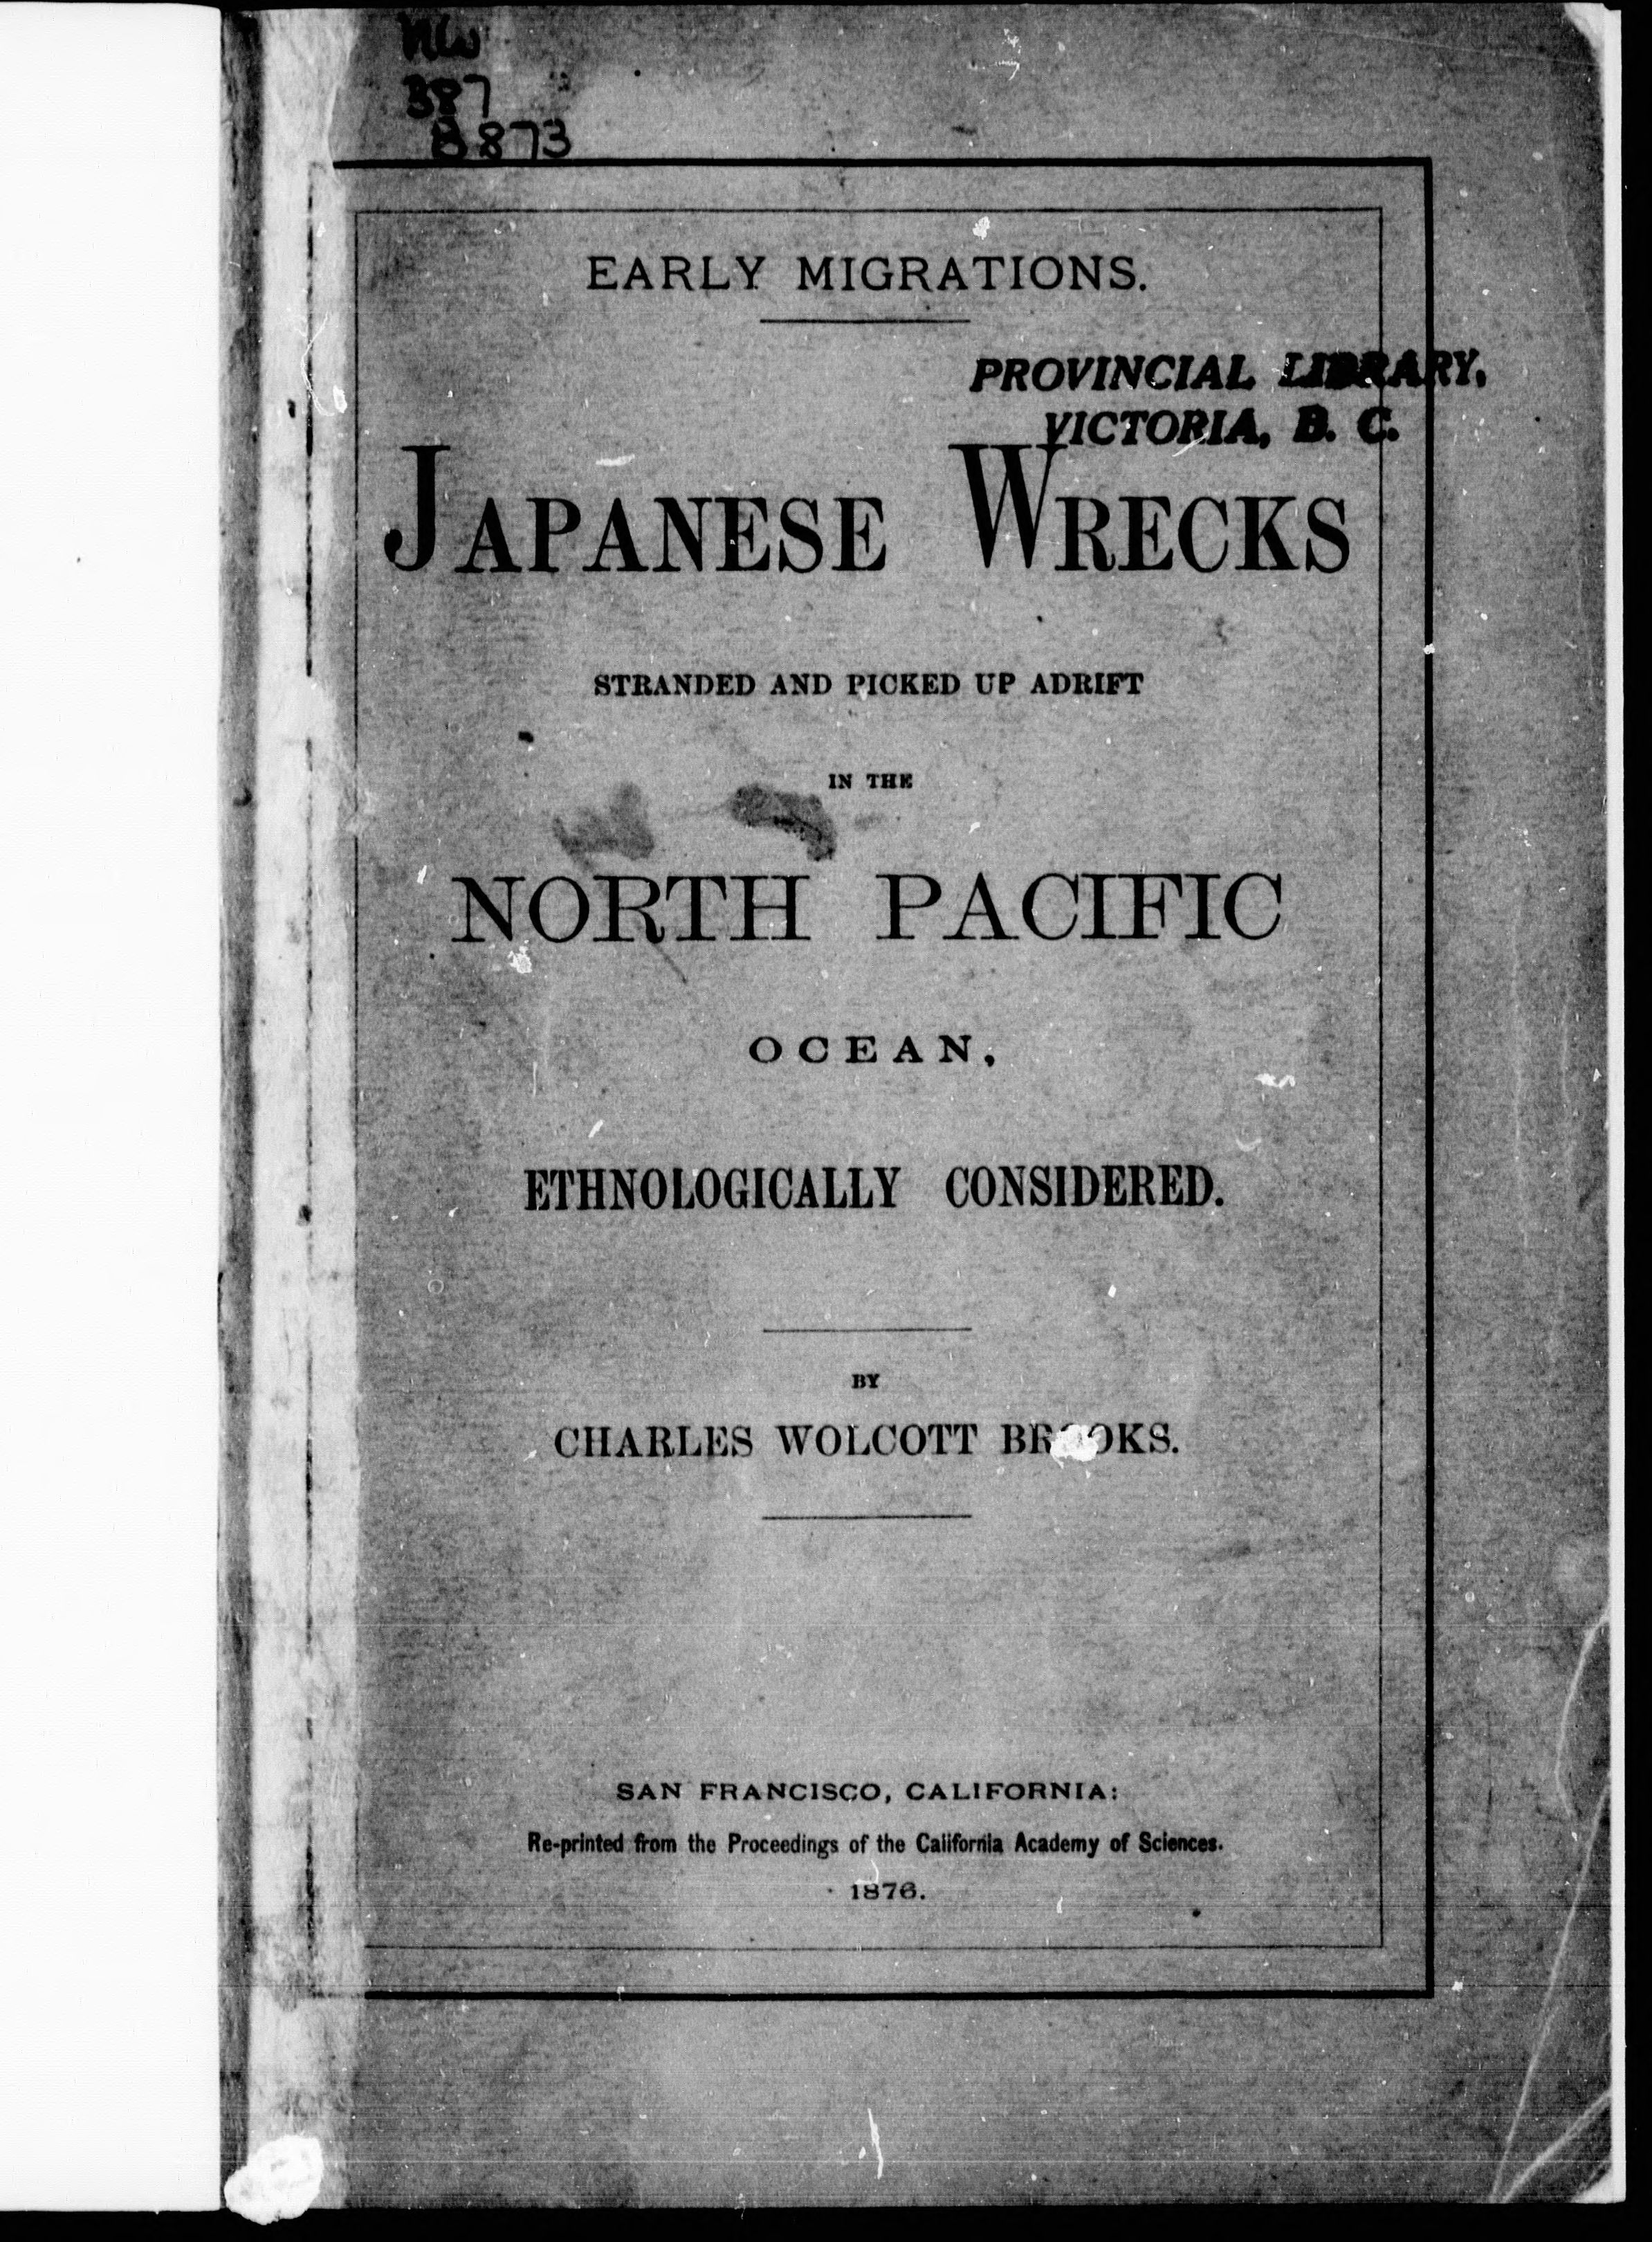 NW
387
B873
EARLY MIGRATIONS.
PROVINCIAL LIBRARY,
VICTORIA, B. C.
JAPANESE WRECKS
STRANDED AND PICKED UP ADRIFT
IN THE
NORTH PACIFIC
OCEAN,
ETHNOLOGICALLY CONSIDERED.
BY
CHARLES WOLCOTT BROOKS.
SAN FRANCISCO, CALIFORNIA:
Re-printed from the Proceedings of the California Academy of Sciences.
1876.